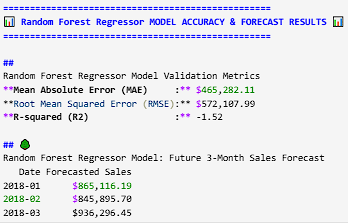 ==================================================
📊 Random Forest Regressor MODEL ACCURACY & FORECAST RESULTS 📊
==================================================
##
Random Forest Regressor Model Validation Metrics
**Mean Absolute Error (MAE) :** $465,282.11
**Root Mean Squared Error (RMSE):** $572,107.99
**R-squared (R2) :** -1.52
##
Random Forest Regressor Model: Future 3-Month Sales Forecast
Date Forecasted Sales
2018-01 $865,116.19
2018-02 $845,895.70
2018-03 $936,296.45